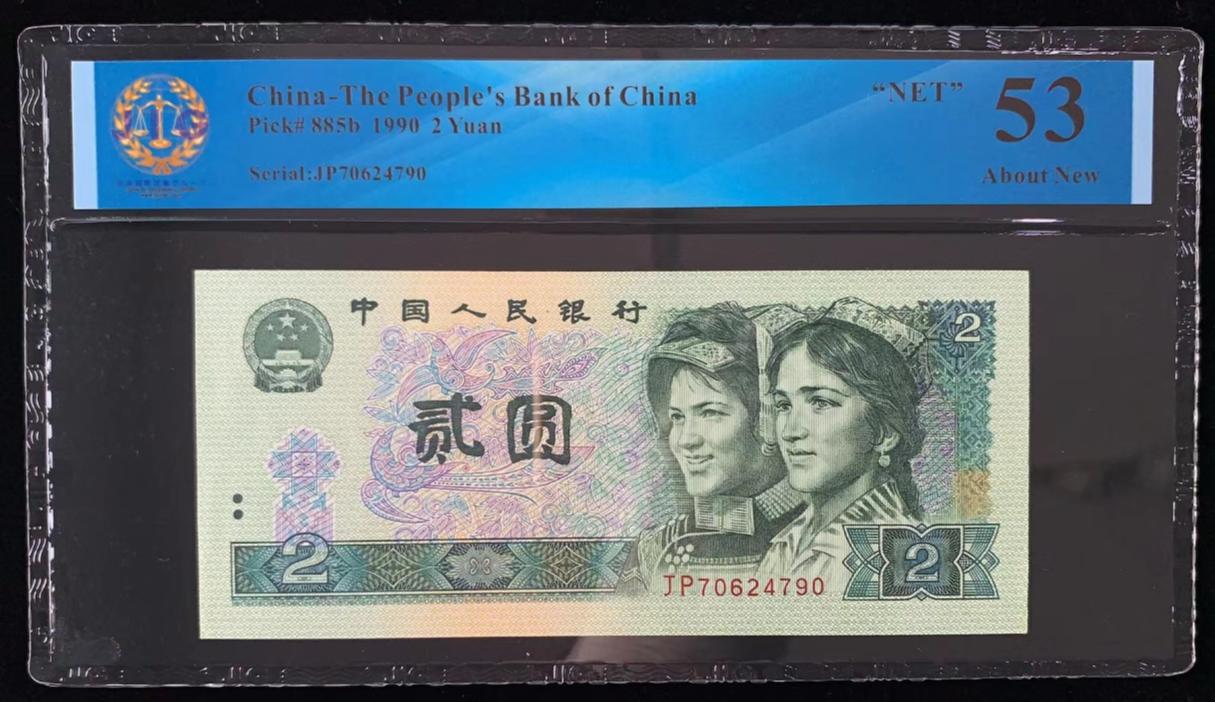 China-The People's Bank of China
Pick# 885b 1990 2 Yuan
Serial:JP70624790
“NET” 53
About New
中国人民银行
2
贰圆
2
JP70624790
2